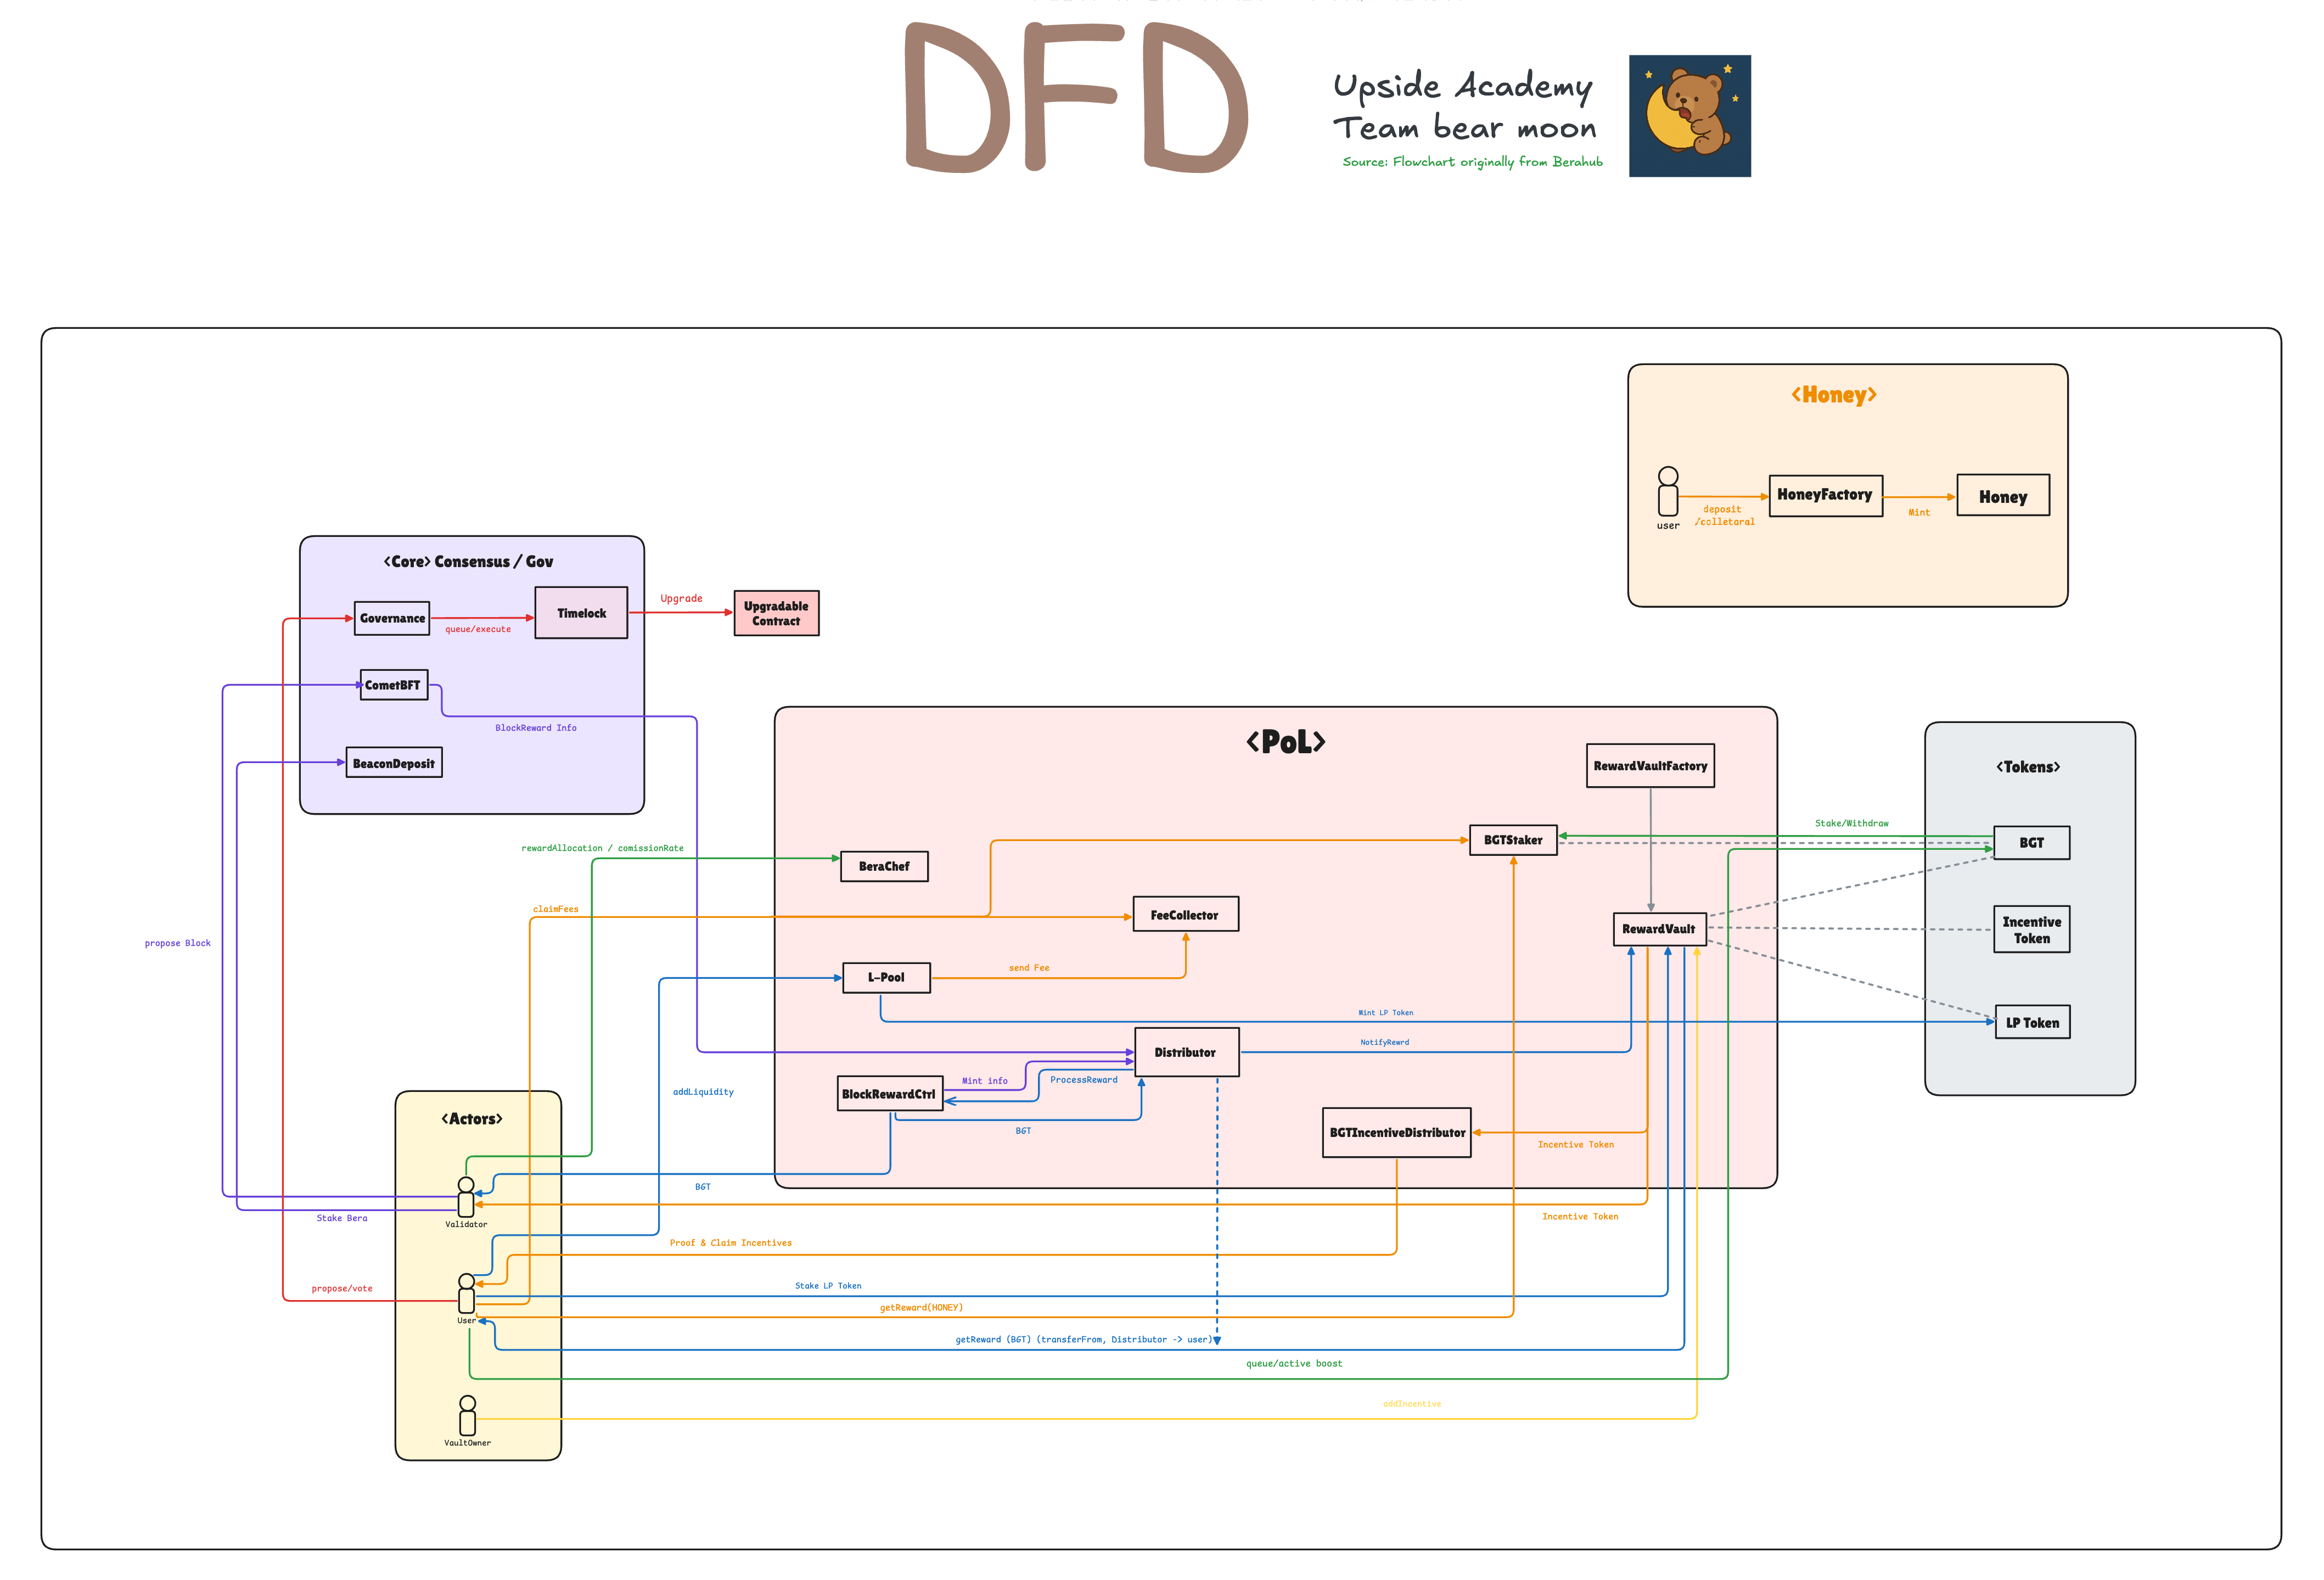 DFD
Upside Academy
Team bear moon
Source: Flowchart originally from Berahub
<Honey>
user
deposit
/colletaral
HoneyFactory
Mint
Honey
<Core> Consensus / Gov
Governance
queue/execute
Timelock
Upgrade
Upgradable
Contract
CometBFT
BlockReward Info
BeaconDeposit
<PoL>
RewardVaultFactory
BGTStaker
BeraChef
FeeCollector
RewardVault
L-Pool
send Fee
Mint LP Token
Distributor
NotifyRewrd
Mint info
ProcessReward
BlockRewardCtrl
BGT
BGTIncentiveDistributor
Incentive Token
<Tokens>
Stake/Withdraw
BGT
Incentive
Token
LP Token
rewardAllocation / comissionRate
claimFees
propose Block
addLiquidity
<Actors>
Validator
BGT
Stake Bera
Incentive Token
Proof & Claim Incentives
propose/vote
User
Stake LP Token
getReward(HONEY)
getReward (BGT) (transferFrom, Distributor -> user)
queue/active boost
VaultOwner
addIncentive